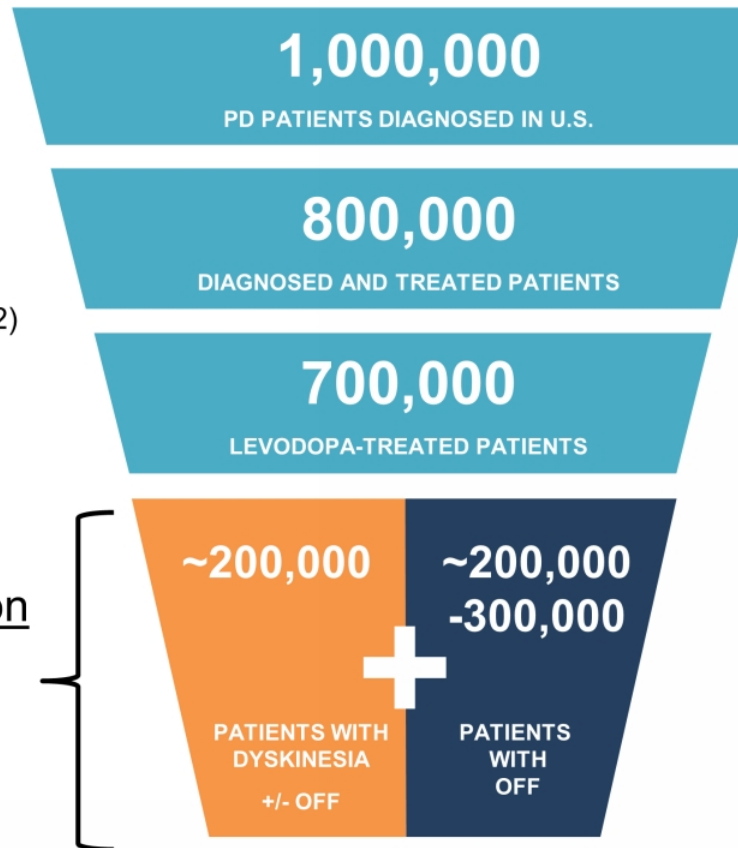 1,000,000
PD PATIENTS DIAGNOSED IN U.S.
800,000
DIAGNOSED AND TREATED PATIENTS
2)
700,000
LEVODOPA-TREATED PATIENTS
on
~200,000
PATIENTS WITH
DYSKINESIA
+/- OFF
~200,000
-300,000
PATIENTS
WITH
OFF